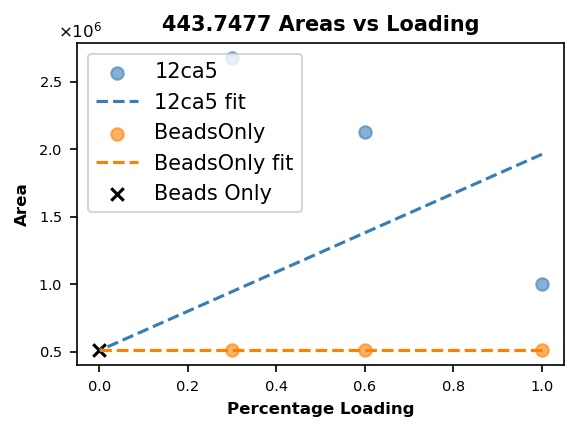 443.7477 Areas vs Loading
×10⁶
12ca5
12ca5 fit
BeadsOnly
BeadsOnly fit
Beads Only
2.5
2.0
1.5
1.0
0.5
Area
0.0 0.2 0.4 0.6 0.8 1.0
Percentage Loading